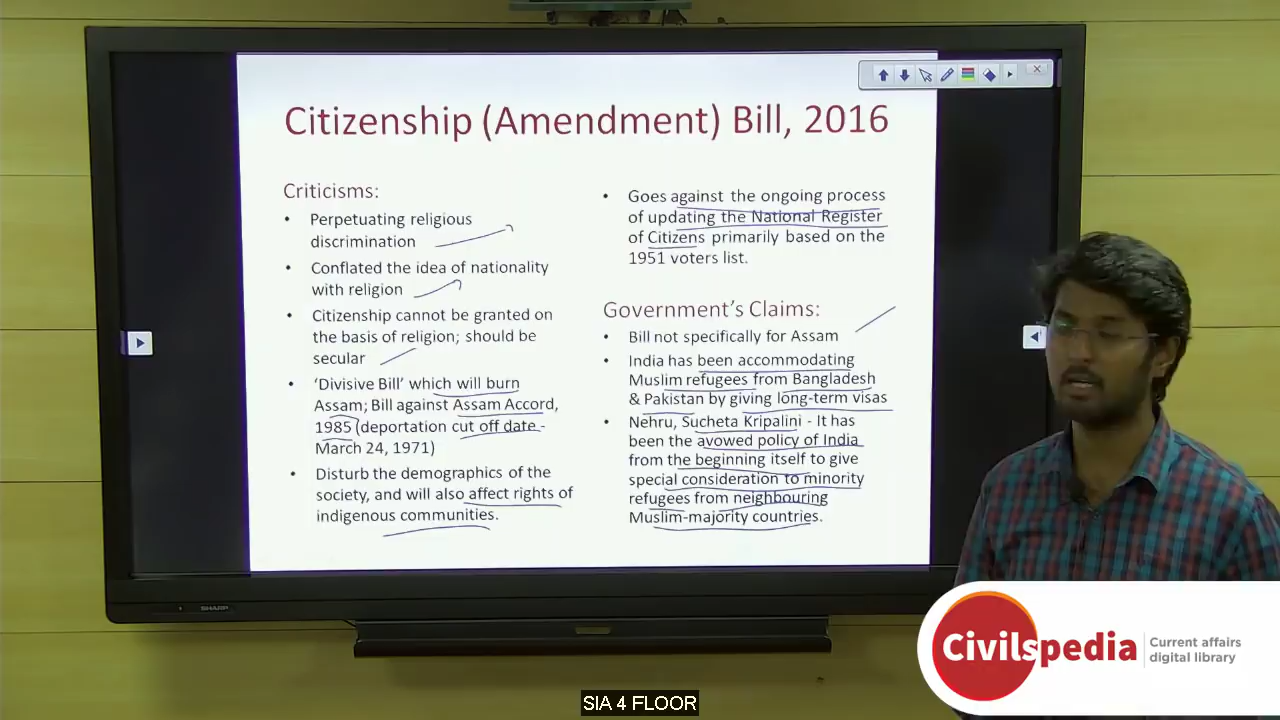 Citizenship (Amendment) Bill, 2016
Criticisms:
• Perpetuating religious
discrimination
• Conflated the idea of nationality
with religion
• Citizenship cannot be granted on
the basis of religion; should be
secular
• 'Divisive Bill' which will burn
Assam; Bill against Assam Accord,
1985 (deportation cut off date -
March 24, 1971)
• Disturb the demographics of the
society, and will also affect rights of
indigenous communities.
• Goes against the ongoing process
of updating the National Register
of Citizens primarily based on the
1951 voters list.
Government's Claims:
• Bill not specifically for Assam
• India has been accommodating
Muslim refugees from Bangladesh
& Pakistan by giving long-term visas
• Nehru, Sucheta Kripalini - It has
been the avowed policy of India
from the beginning itself to give
special consideration to minority
refugees from neighbouring
Muslim-majority countries.
SHARP
Civilspedia
Current affairs
digital library
SIA 4 FLOOR